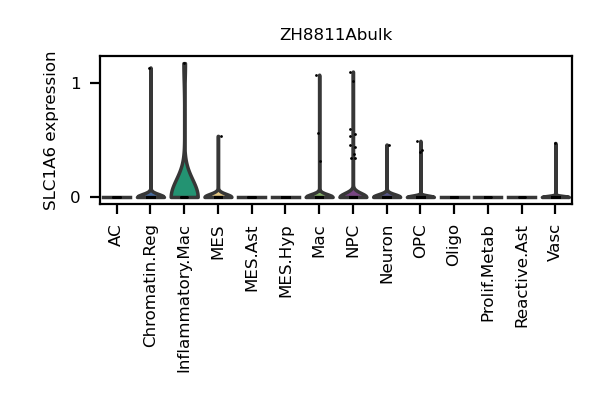 ZH8811Abulk
SLC1A6 expression
1
0
AC
Chromatin.Reg
Inflammatory.Mac
MES
MES.Ast
MES.Hyp
Mac
NPC
Neuron
OPC
Oligo
Prolif.Metab
Reactive.Ast
Vasc